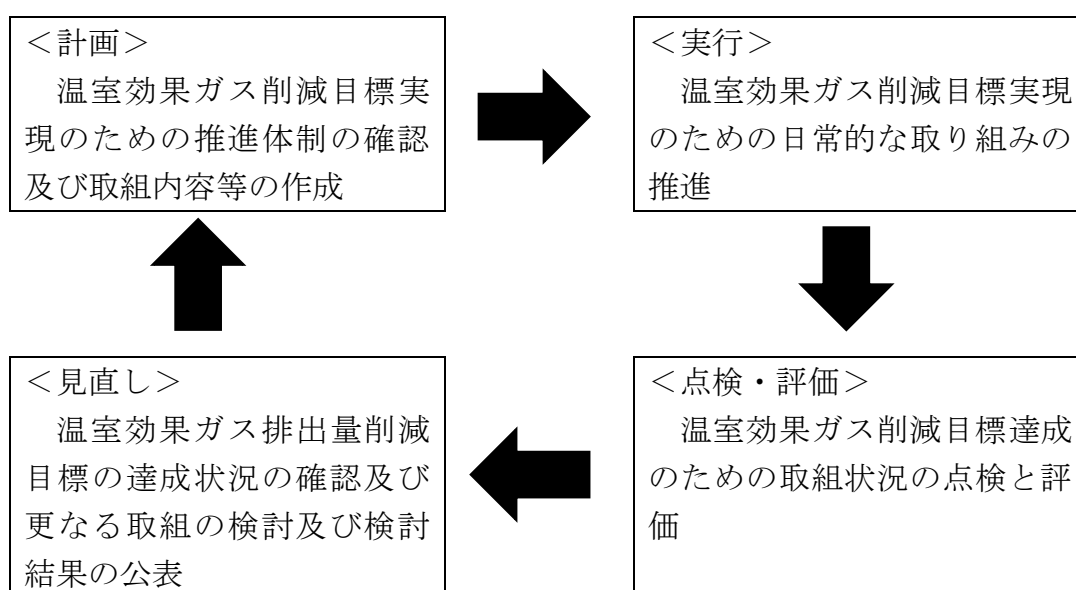 ＜計画＞
温室効果ガス削減目標実
現のための推進体制の確認
及び取組内容等の作成
＜実行＞
温室効果ガス削減目標実現
のための日常的な取り組みの
推進
＜見直し＞
温室効果ガス排出量削減
目標の達成状況の確認及び
更なる取組の検討及び検討
結果の公表
＜点検・評価＞
温室効果ガス削減目標達成
のための取組状況の点検と評
価